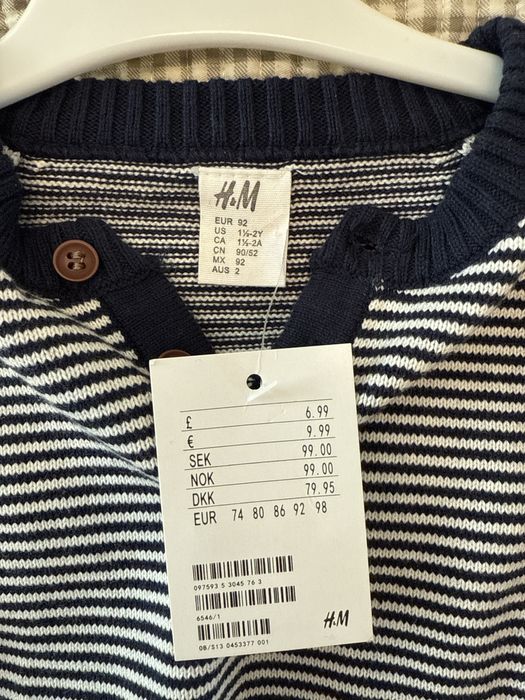 H&M
EUR 92
US 1½-2Y
CA 1½-2A
CN 90/52
MX 92
AUS 2
£ 6.99
€ 9.99
SEK 99.00
NOK 99.00
DKK 79.95
EUR 74 80 86 92 98
097593 S 3045 76 3
6546/1
0B/S13 0453377 001
H&M